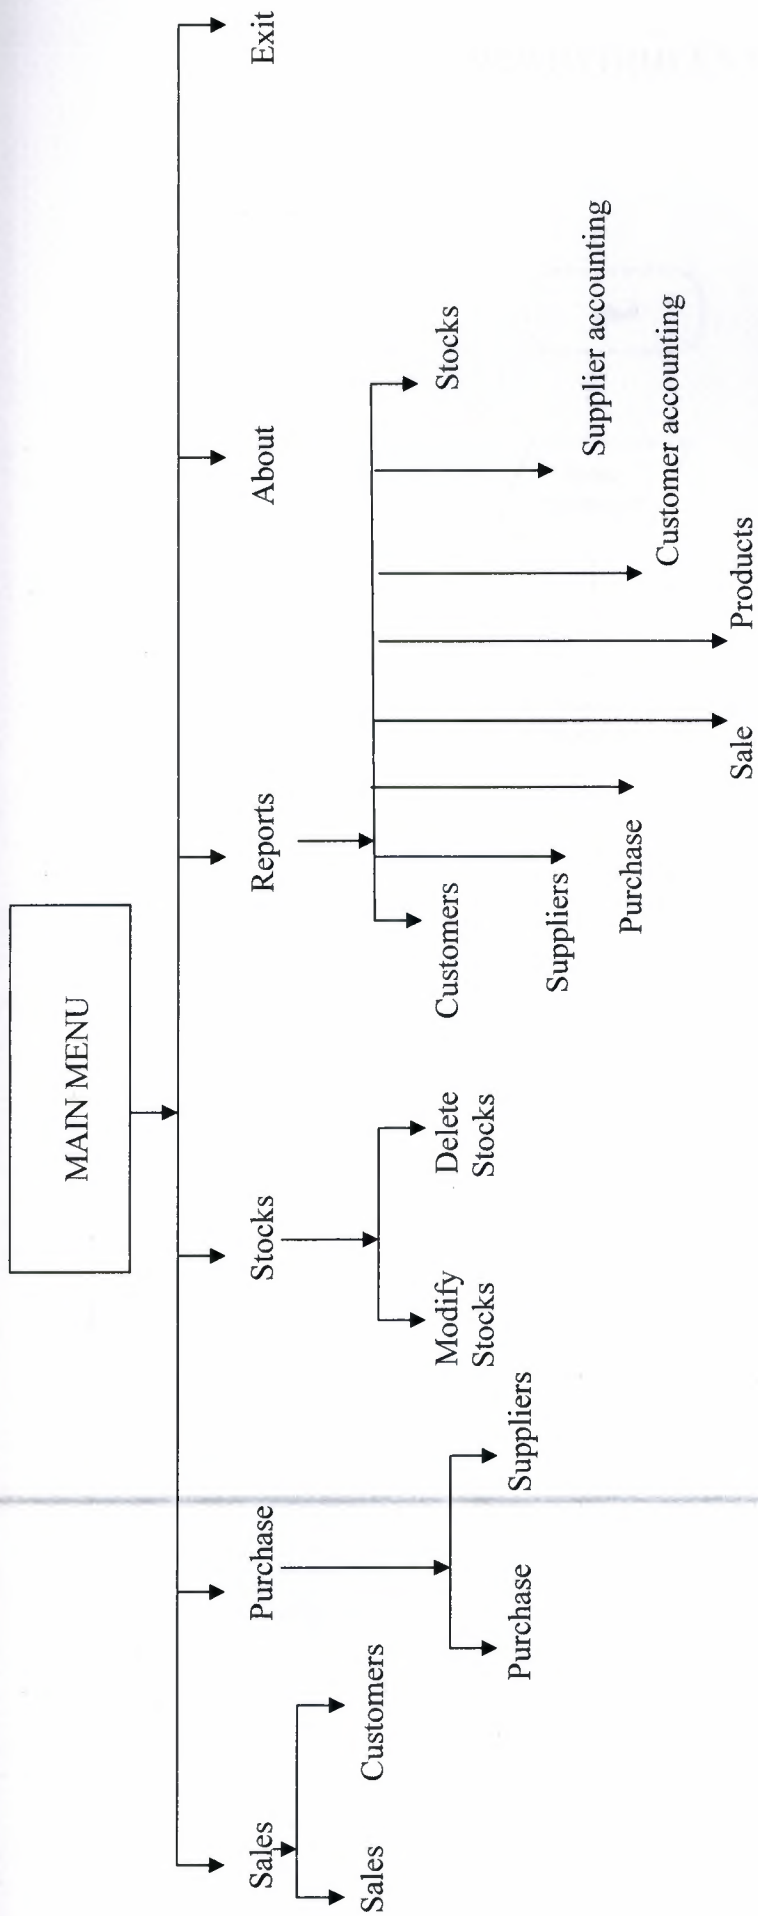 MAIN MENU
Sales
Purchase
Stocks
Reports
About
Exit
Sales
Customers
Purchase
Suppliers
Modify
Stocks
Delete
Stocks
Customers
Suppliers
Purchase
Sale
Products
Customer accounting
Supplier accounting
Stocks